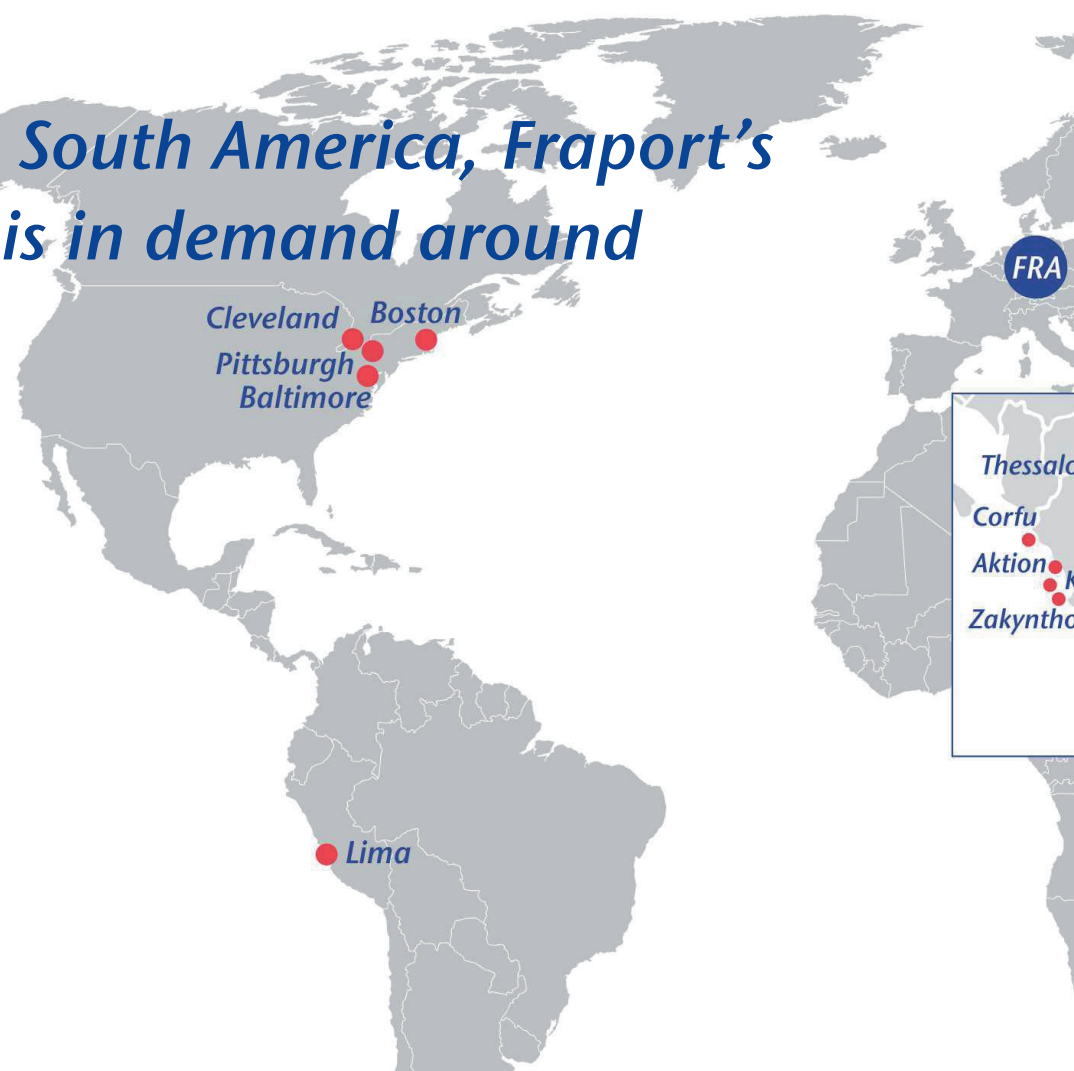 South America, Fraport’s
is in demand around
Cleveland
Boston
Pittsburgh
Baltimore
FRA
Thessalo
Corfu
Aktion
K
Zakyntho
Lima